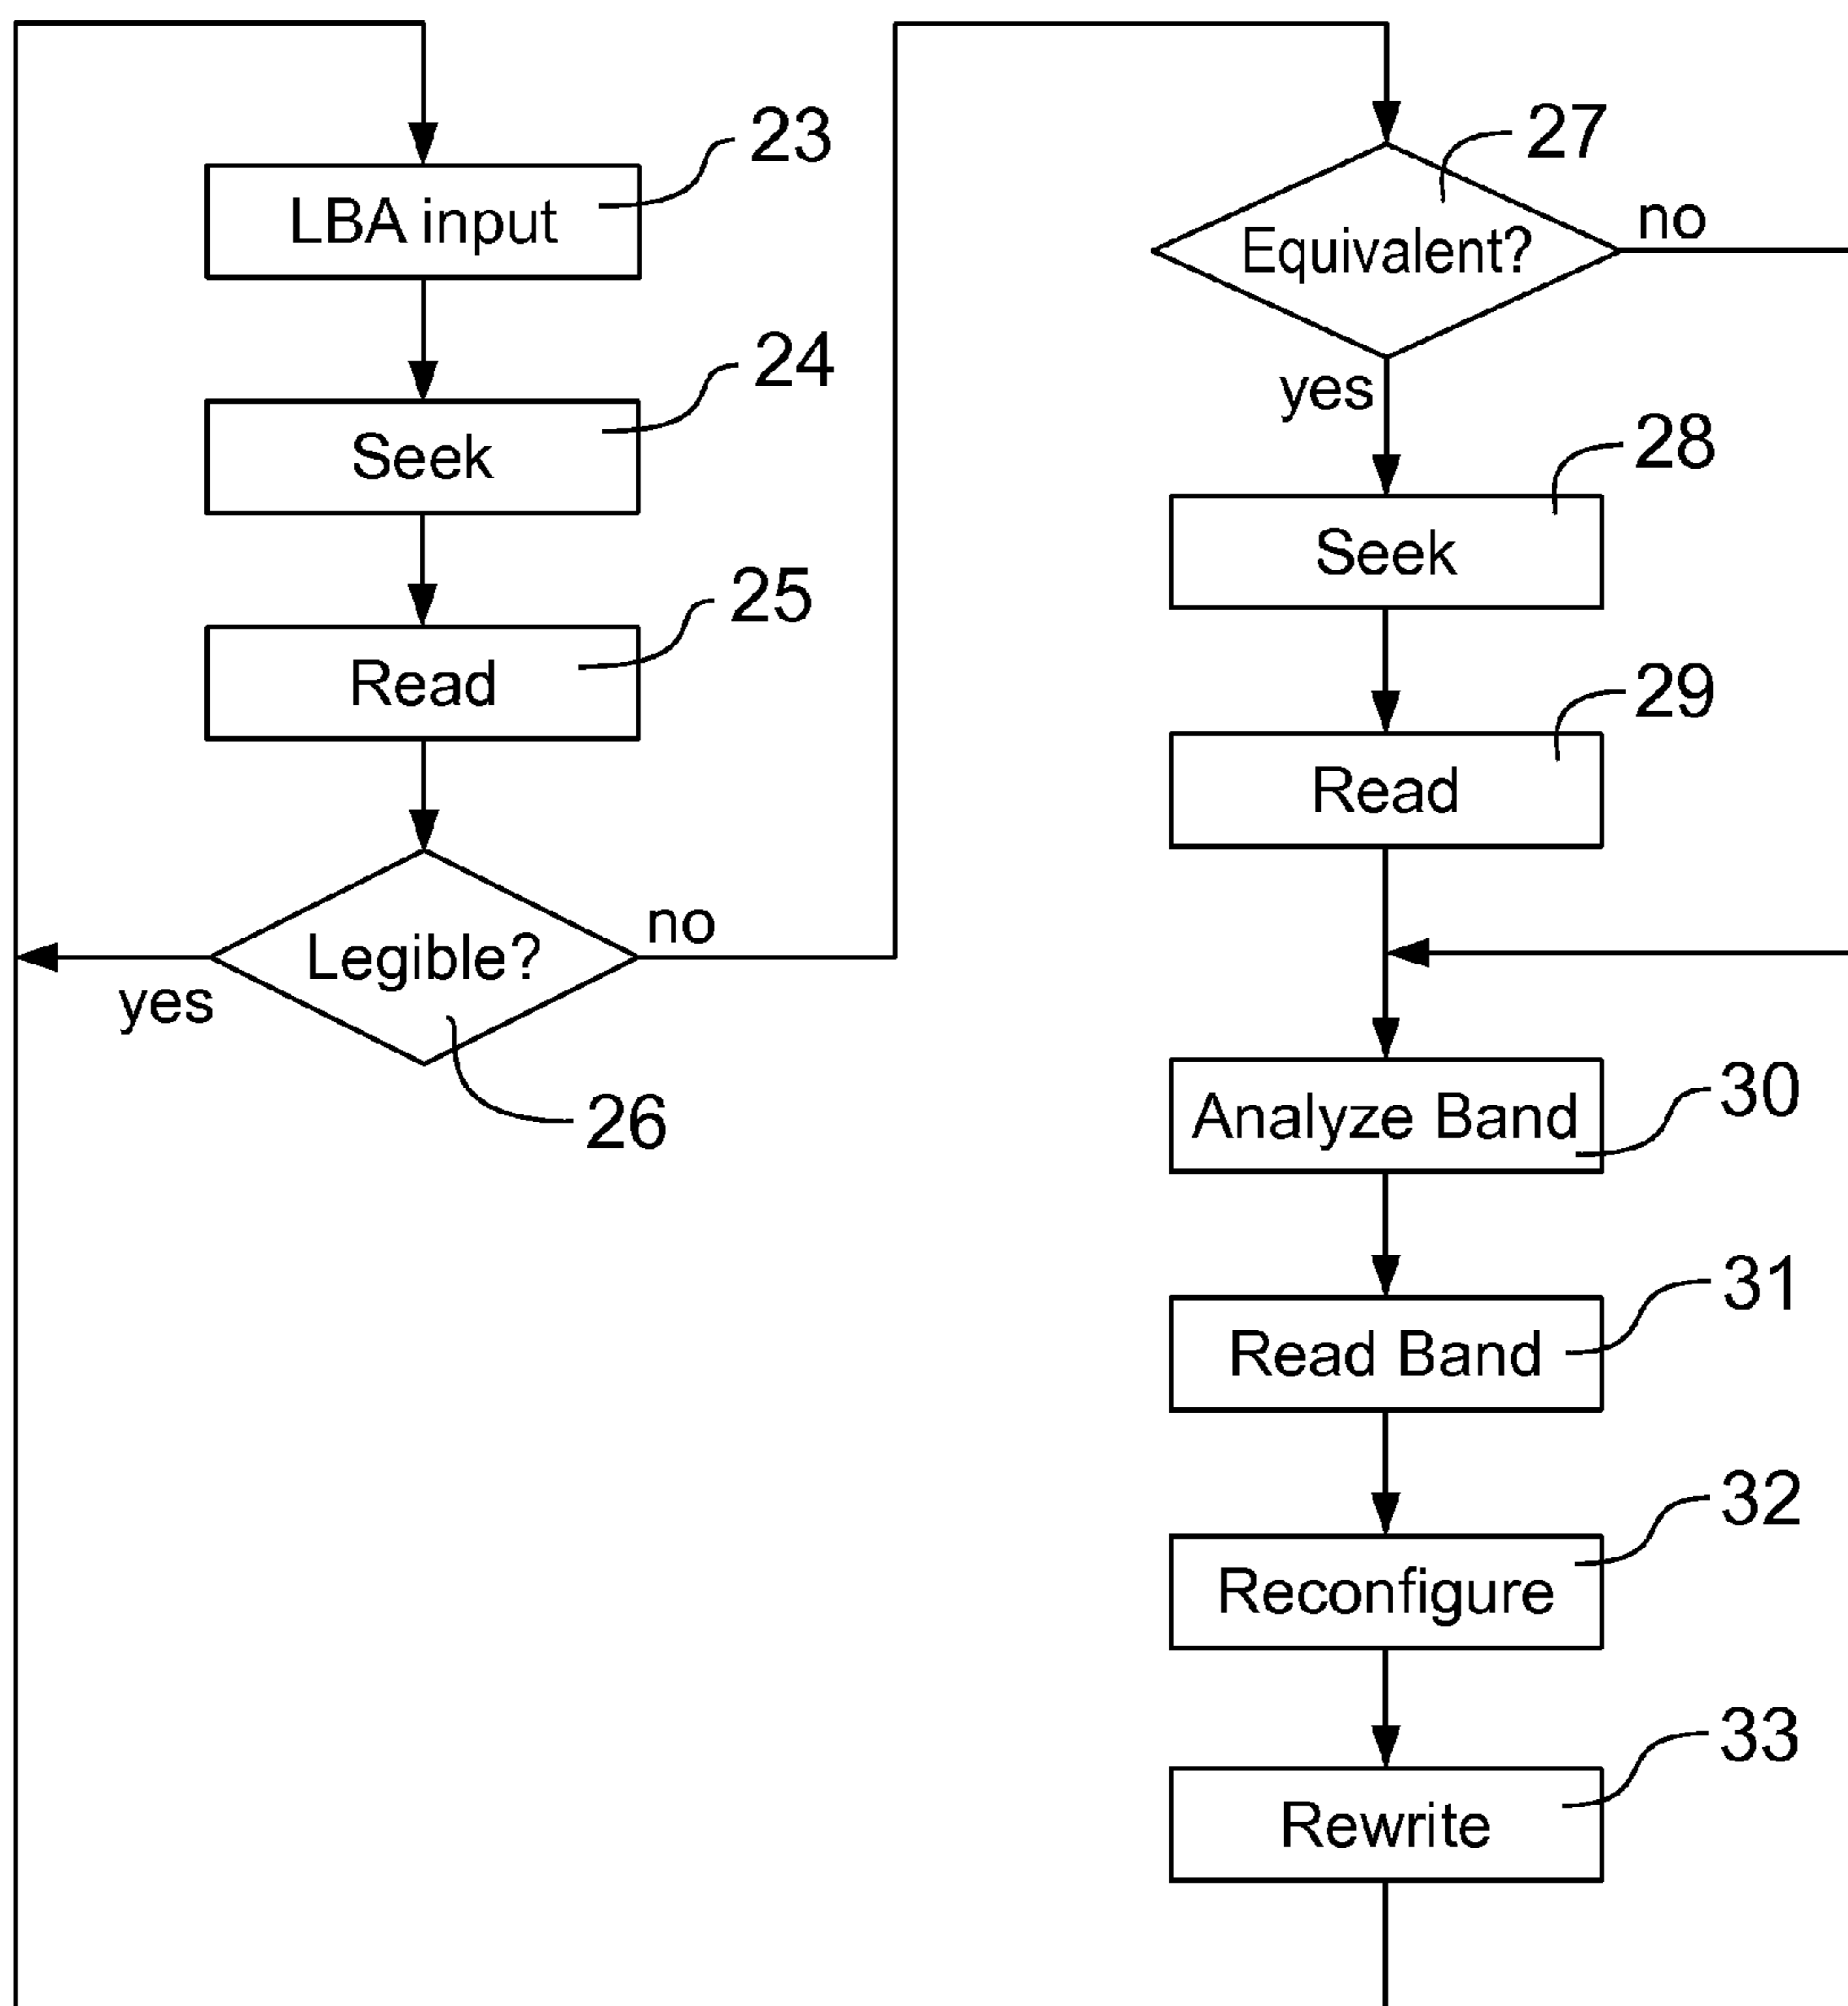 23
LBA input
24
Seek
25
Read
Legible?
no
yes
26
27
Equivalent?
no
yes
28
Seek
29
Read
30
Analyze Band
31
Read Band
32
Reconfigure
33
Rewrite